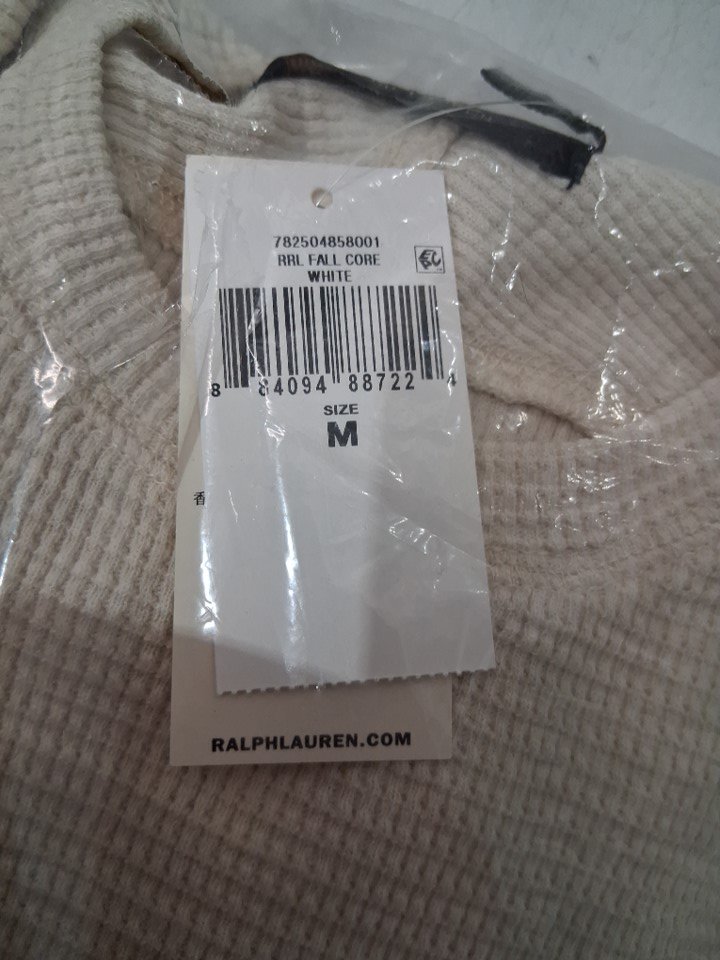 782504858001
RRL FALL CORE
WHITE
8 84094 88722 4
SIZE
M
香
RALPHLAUREN.COM